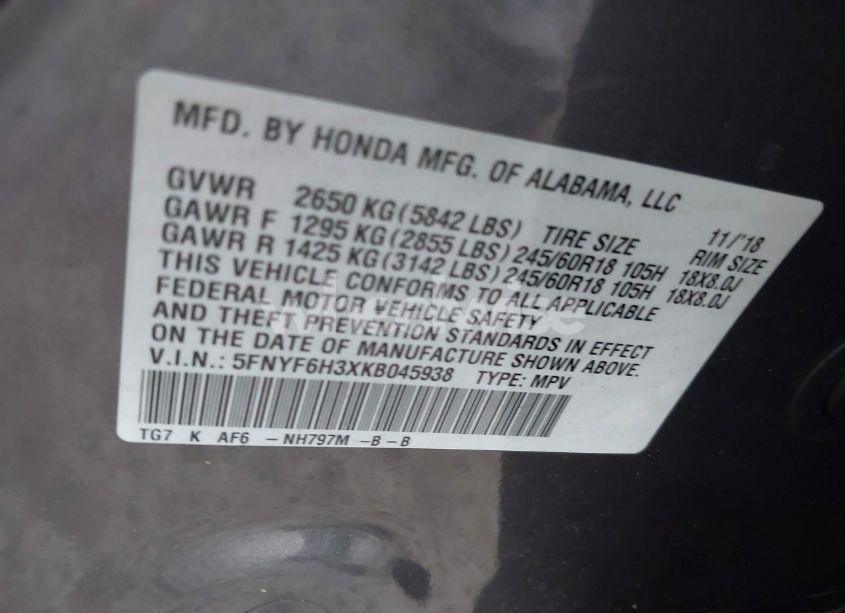 MFD. BY HONDA MFG. OF ALABAMA, LLC
GVWR 2650 KG (5842 LBS) TIRE SIZE 11/'18 RIM SIZE
GAWR F 1295 KG (2855 LBS) 245/60R18 105H 18X8.0J
GAWR R 1425 KG (3142 LBS) 245/60R18 105H 18X8.0J
THIS VEHICLE CONFORMS TO ALL APPLICABLE
FEDERAL MOTOR VEHICLE SAFETY
AND THEFT PREVENTION STANDARDS IN EFFECT
ON THE DATE OF MANUFACTURE SHOWN ABOVE.
V.I.N.: 5FNYF6H3XKB045938 TYPE: MPV
TG7 K AF6 – NH797M –B – B